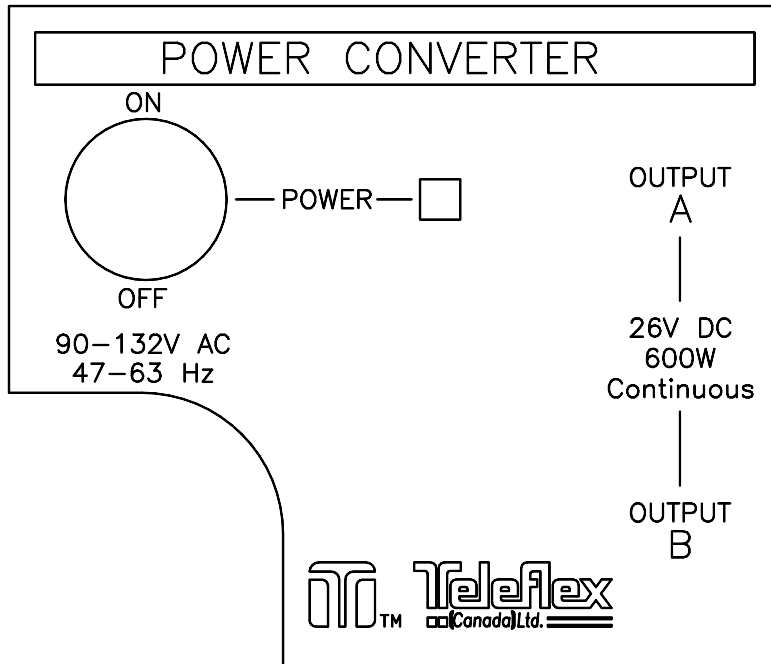 POWER CONVERTER
ON
POWER
OFF
90-132V AC
47-63 Hz
OUTPUT
A
26V DC
600W
Continuous
OUTPUT
B
TM
Teleflex
(Canada)Ltd.